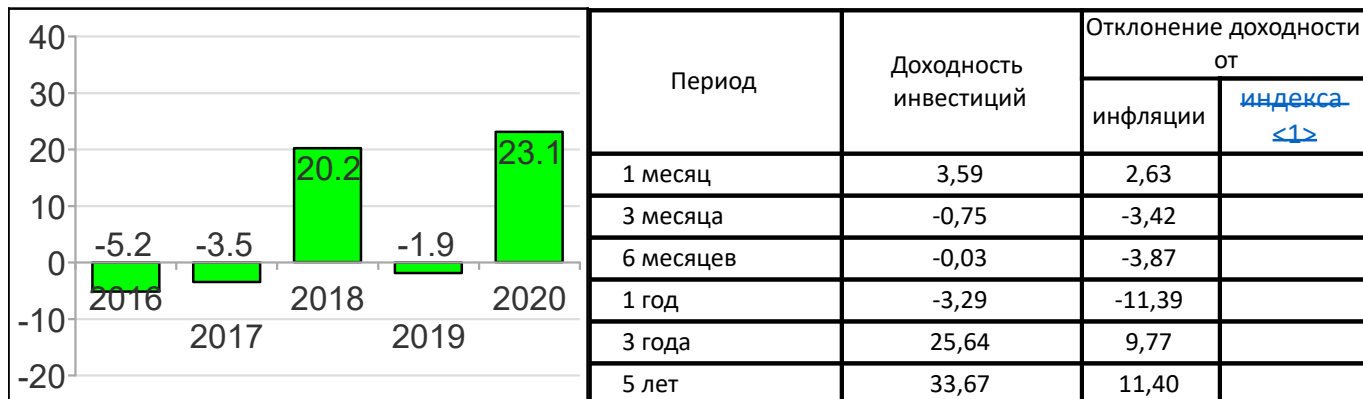 40
30
20
10
0
-10
-20
-5.2
-3.5
20.2
-1.9
23.1
2016
2017
2018
2019
2020
Период
Доходность
инвестиций
Отклонение доходности
от
инфляции
индекса
<1>
1 месяц 3,59 2,63
3 месяца -0,75 -3,42
6 месяцев -0,03 -3,87
1 год -3,29 -11,39
3 года 25,64 9,77
5 лет 33,67 11,40